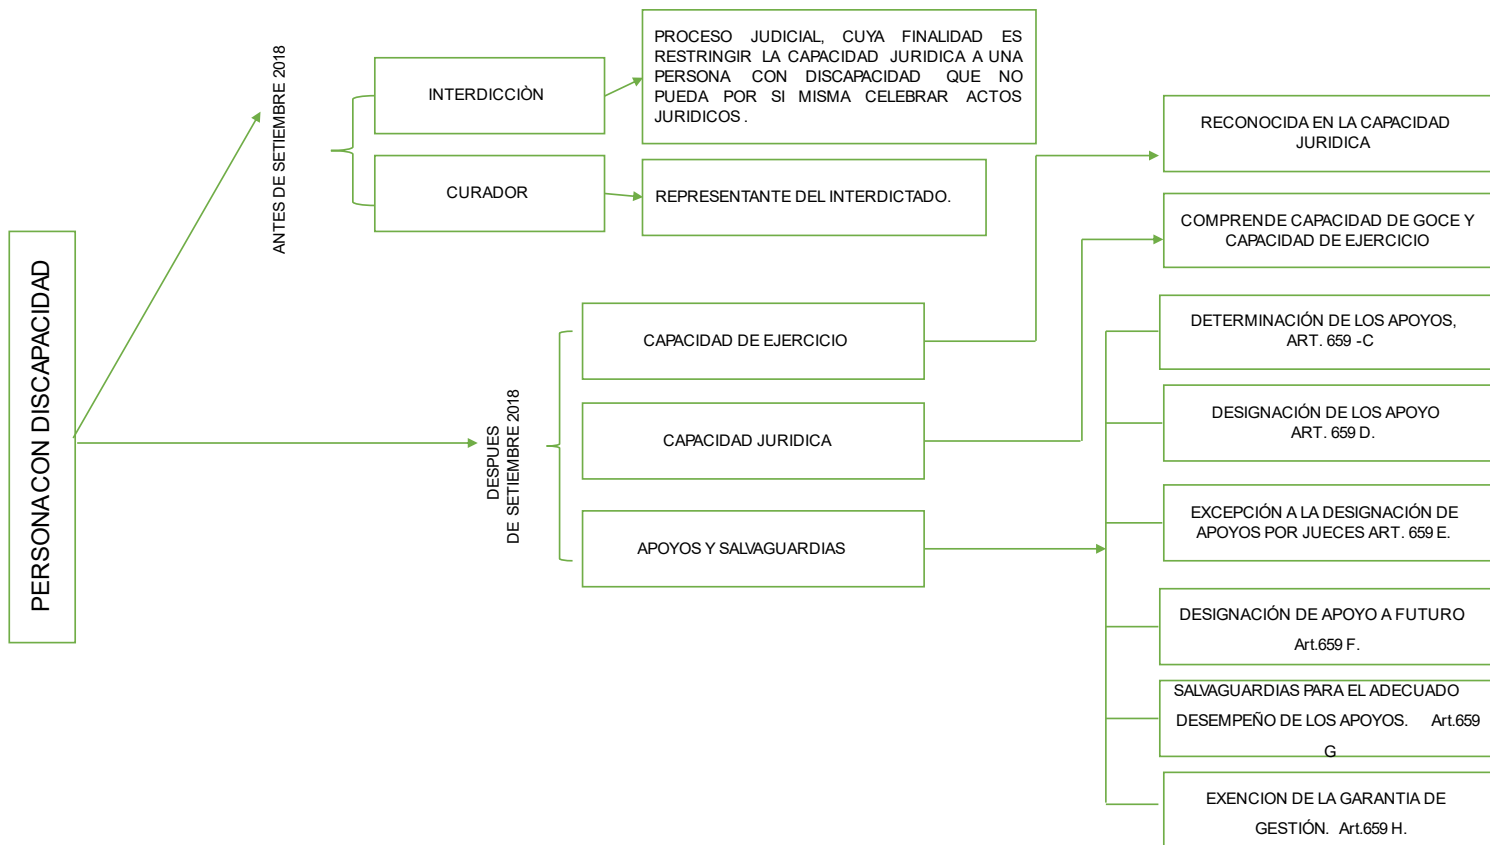 PERSONA CON DISCAPACIDAD
ANTES DE SETIEMBRE 2018
INTERDICCIÒN
PROCESO JUDICIAL, CUYA FINALIDAD ES
RESTRINGIR LA CAPACIDAD JURIDICA A UNA
PERSONA CON DISCAPACIDAD QUE NO
PUEDA POR SI MISMA CELEBRAR ACTOS
JURIDICOS .
CURADOR
REPRESENTANTE DEL INTERDICTADO.
DESPUES
DE SETIEMBRE 2018
CAPACIDAD DE EJERCICIO
RECONOCIDA EN LA CAPACIDAD
JURIDICA
CAPACIDAD JURIDICA
COMPRENDE CAPACIDAD DE GOCE Y
CAPACIDAD DE EJERCICIO
APOYOS Y SALVAGUARDIAS
DETERMINACIÓN DE LOS APOYOS,
ART. 659 -C
DESIGNACIÓN DE LOS APOYO
ART. 659 D.
EXCEPCIÓN A LA DESIGNACIÓN DE
APOYOS POR JUECES ART. 659 E.
DESIGNACIÓN DE APOYO A FUTURO
Art.659 F.
SALVAGUARDIAS PARA EL ADECUADO
DESEMPEÑO DE LOS APOYOS. Art.659
G
EXENCION DE LA GARANTIA DE
GESTIÓN. Art.659 H.